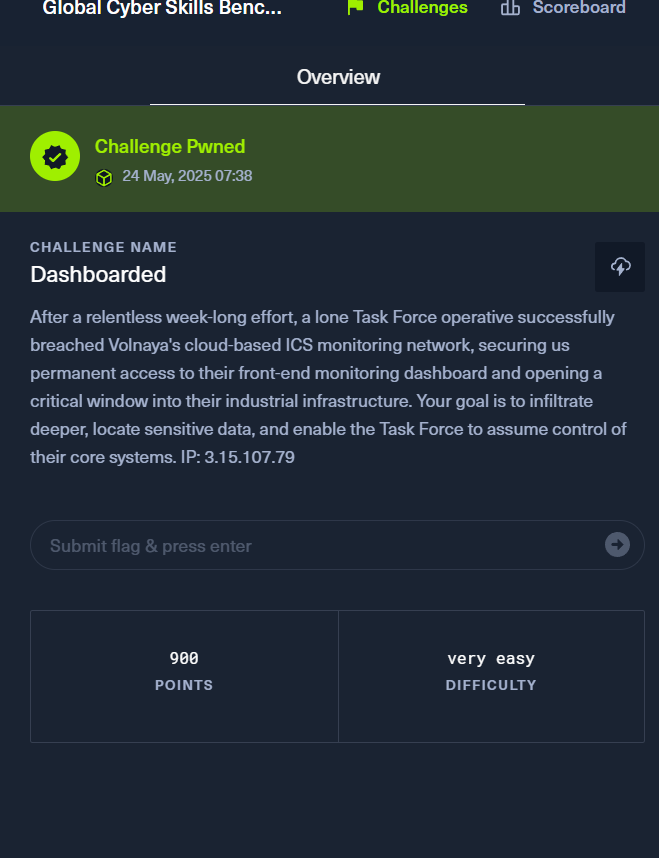 Global Cyber Skills Benc...
Challenges
Scoreboard
Overview
Challenge Pwned
24 May, 2025 07:38
CHALLENGE NAME
Dashboarded
After a relentless week-long effort, a lone Task Force operative successfully
breached Volnaya's cloud-based ICS monitoring network, securing us
permanent access to their front-end monitoring dashboard and opening a
critical window into their industrial infrastructure. Your goal is to infiltrate
deeper, locate sensitive data, and enable the Task Force to assume control of
their core systems. IP: 3.15.107.79
Submit flag & press enter
900
POINTS
very easy
DIFFICULTY